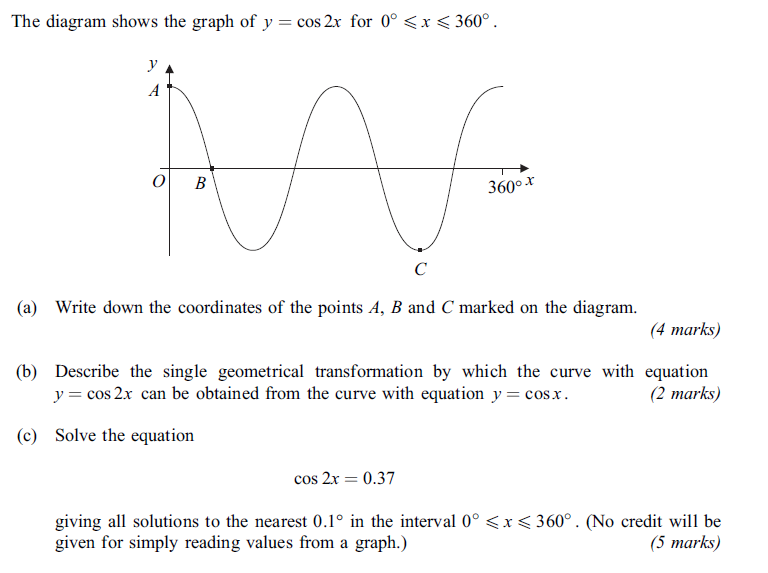 The diagram shows the graph of y = cos 2x for 0° ⩽ x ⩽ 360°.
y
A
O
B
360°
x
C
(a) Write down the coordinates of the points A, B and C marked on the diagram.
(4 marks)
(b) Describe the single geometrical transformation by which the curve with equation
y = cos 2x can be obtained from the curve with equation y = cos x. (2 marks)
(c) Solve the equation
cos 2x = 0.37
giving all solutions to the nearest 0.1° in the interval 0° ⩽ x ⩽ 360°. (No credit will be
given for simply reading values from a graph.) (5 marks)